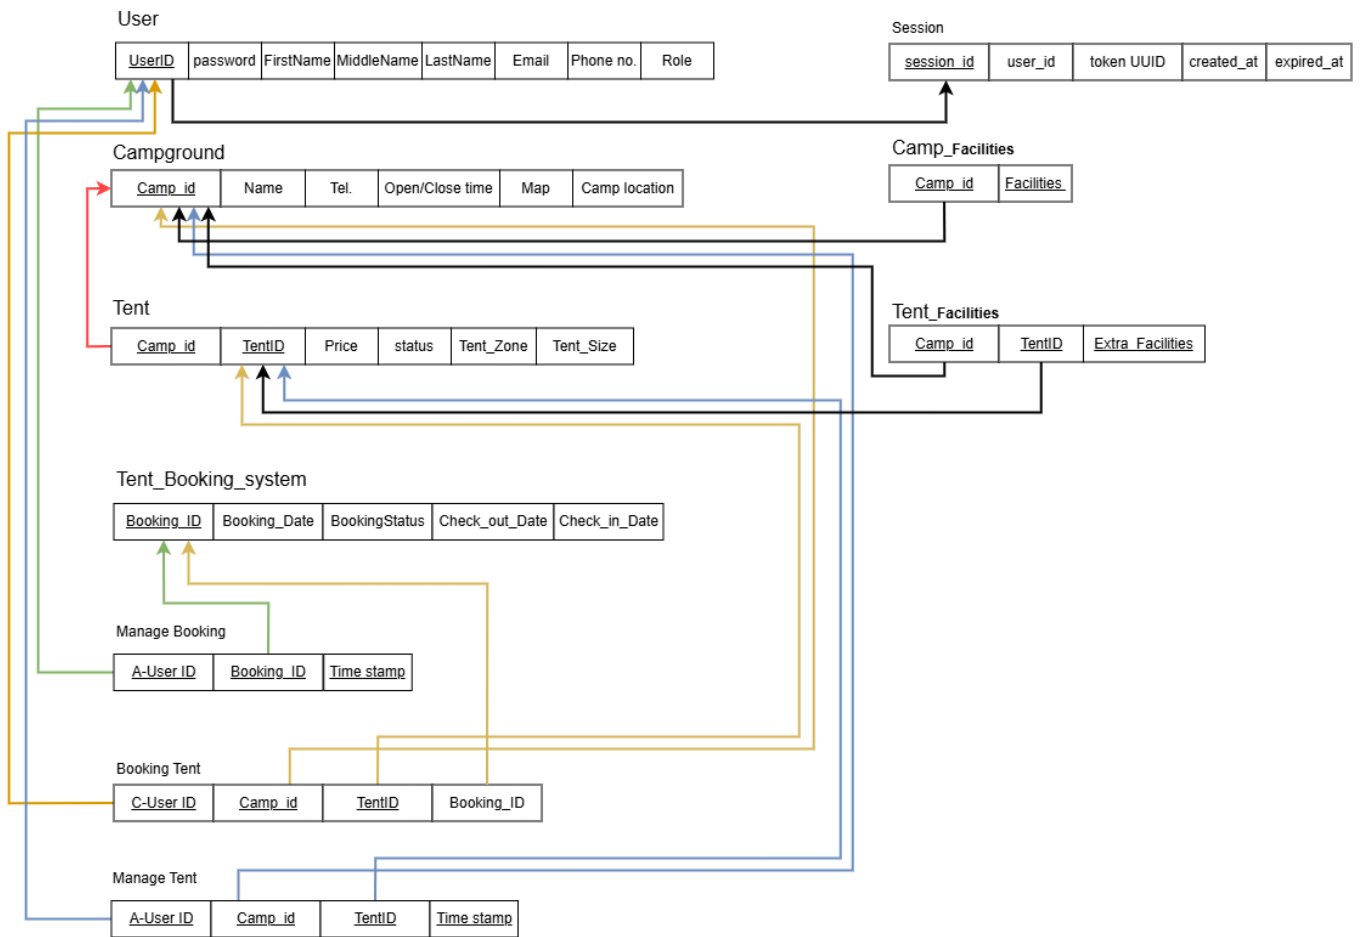 User
UserID password FirstName MiddleName LastName Email Phone no. Role
Session
session_id user_id token UUID created_at expired_at
Campground
Camp_id Name Tel. Open/Close time Map Camp location
Camp_Facilities
Camp_id Facilities
Tent
Camp_id TentID Price status Tent_Zone Tent_Size
Tent_Facilities
Camp_id TentID Extra_Facilities
Tent_Booking_system
Booking_ID Booking_Date BookingStatus Check_out_Date Check_in_Date
Manage Booking
A-User ID Booking_ID Time stamp
Booking Tent
C-User ID Camp_id TentID Booking_ID
Manage Tent
A-User ID Camp_id TentID Time stamp